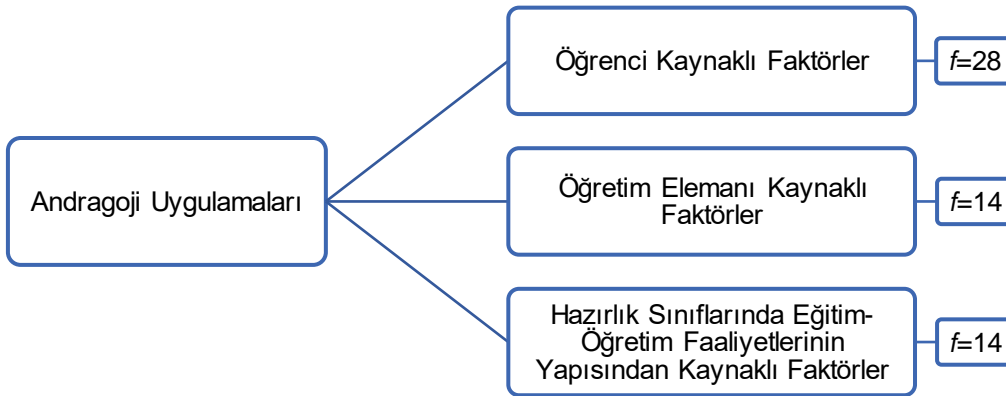 Öğrenci Kaynaklı Faktörler
f=28
Andragoji Uygulamaları
Öğretim Elemanı Kaynaklı
Faktörler
f=14
Hazırlık Sınıflarında Eğitim-
Öğretim Faaliyetlerinin
Yapısından Kaynaklı Faktörler
f=14